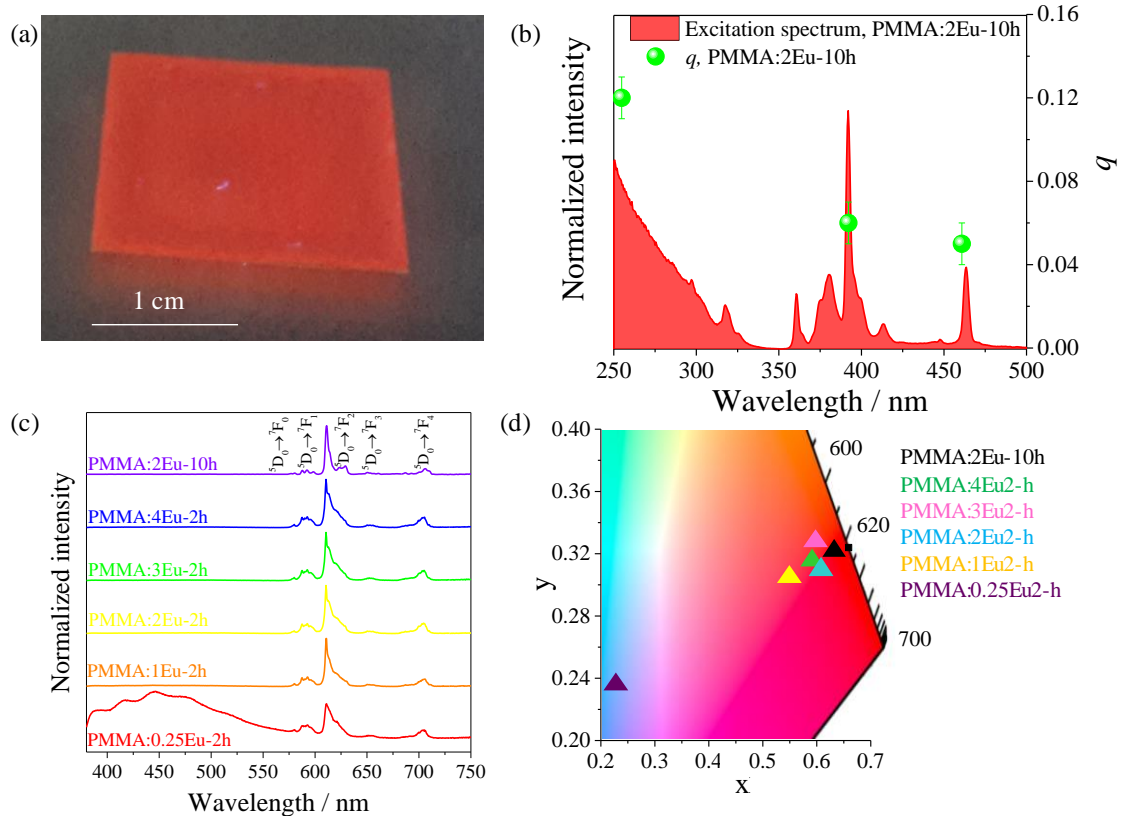 (a)
1 cm
(b)
Excitation spectrum, PMMA:2Eu-10h
q, PMMA:2Eu-10h
Normalized intensity
0.16
0.12
0.08
0.04
0.00
q
250 300 350 400 450 500
Wavelength / nm
(c)
⁵D₀→⁷F₀ ⁵D₀→⁷F₁ ⁵D₀→⁷F₂ ⁵D₀→⁷F₃ ⁵D₀→⁷F₄
PMMA:2Eu-10h
PMMA:4Eu-2h
PMMA:3Eu-2h
PMMA:2Eu-2h
PMMA:1Eu-2h
PMMA:0.25Eu-2h
Normalized intensity
400 450 500 550 600 650 700 750
Wavelength / nm
(d)
0.40
0.36
0.32
0.28
0.24
0.20
y
600
620
700
PMMA:2Eu-10h
PMMA:4Eu2-h
PMMA:3Eu2-h
PMMA:2Eu2-h
PMMA:1Eu2-h
PMMA:0.25Eu2-h
0.2 0.3 0.4 0.5 0.6 0.7
x